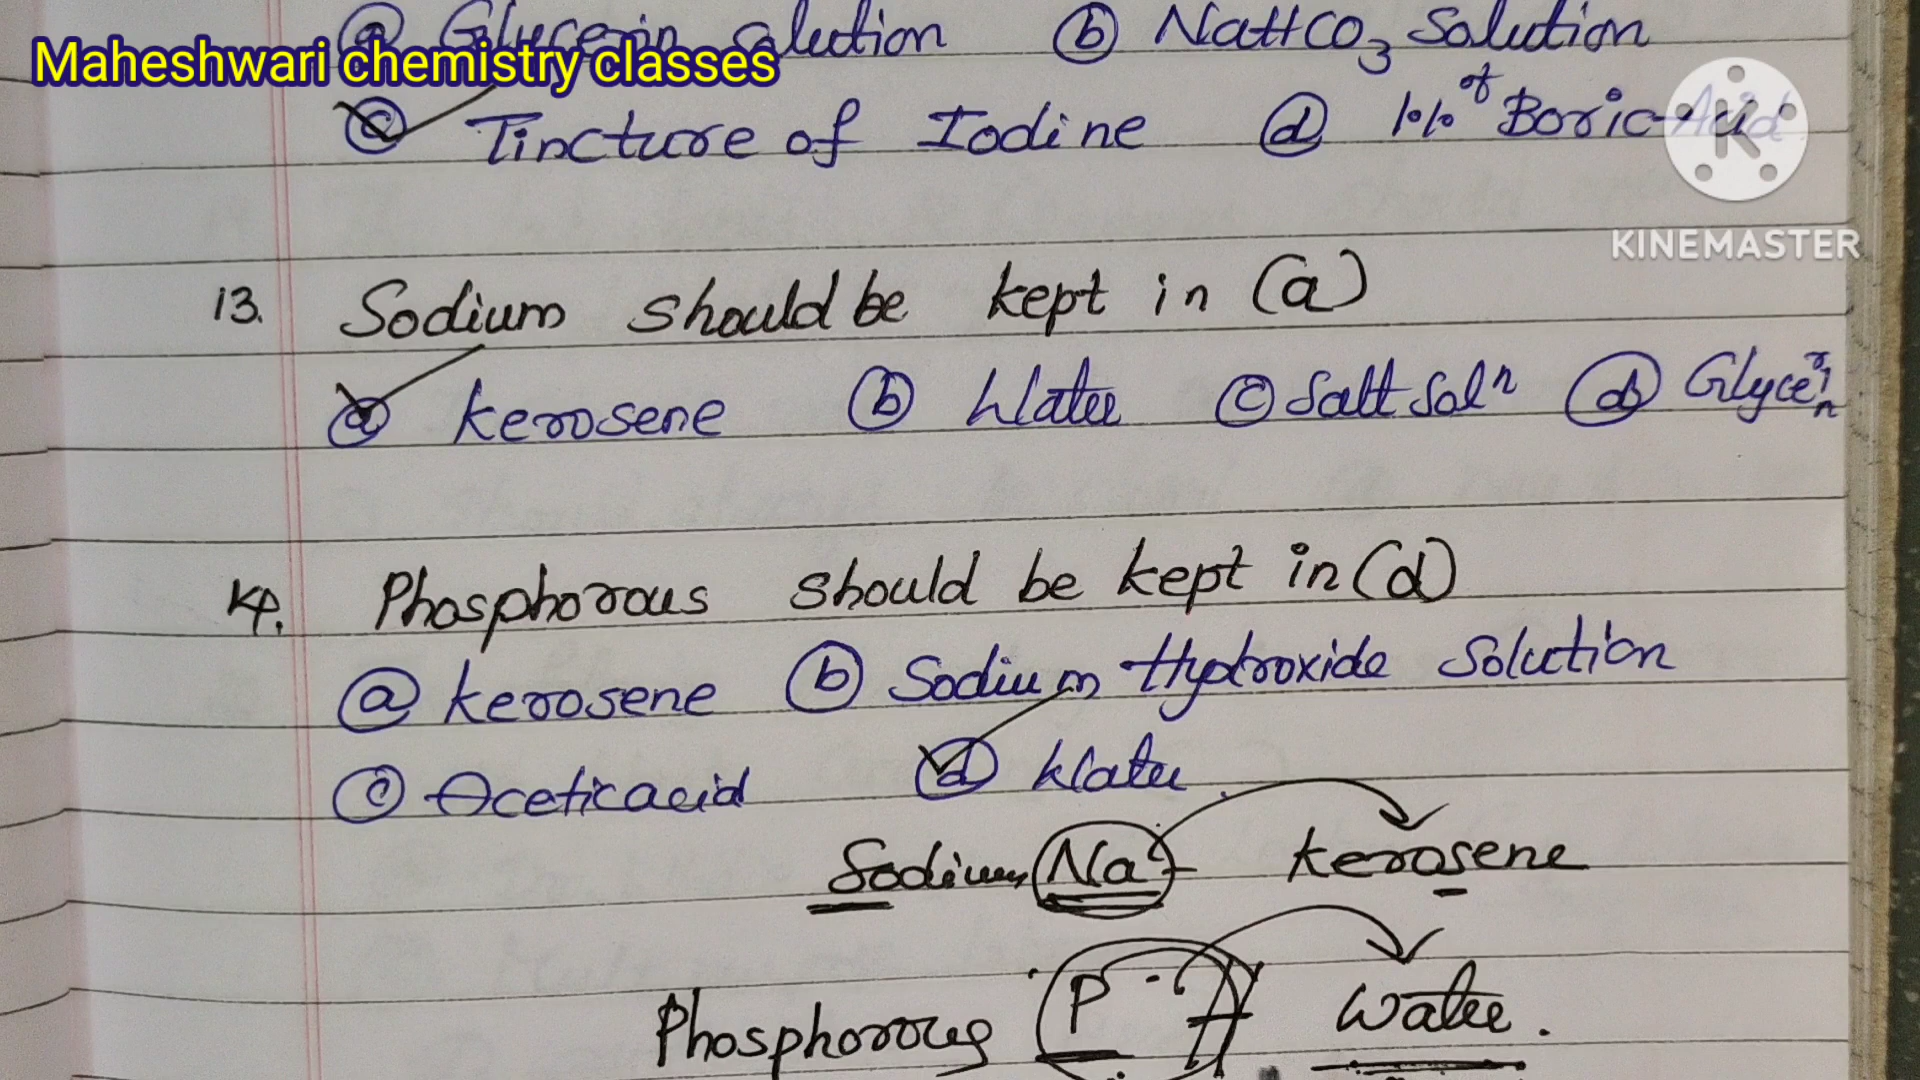 ⓐ Glycerin solution ⓑ NaHCO3 Solution
Maheshwari chemistry classes
ⓒ Tincture of Iodine ⓓ 1% of Boric Acid
K
KINEMASTER
13. Sodium should be kept in (a)
ⓐ kerosene ⓑ Water ⓒ Salt Solⁿ ⓓ Glycerin
14. Phosphorous should be kept in (d)
ⓐ kerosene ⓑ Sodium Hydroxide Solution
ⓒ Aceticacid ⓓ Water.
Sodium (Na) - kerosene
Phosphorous P - Water.